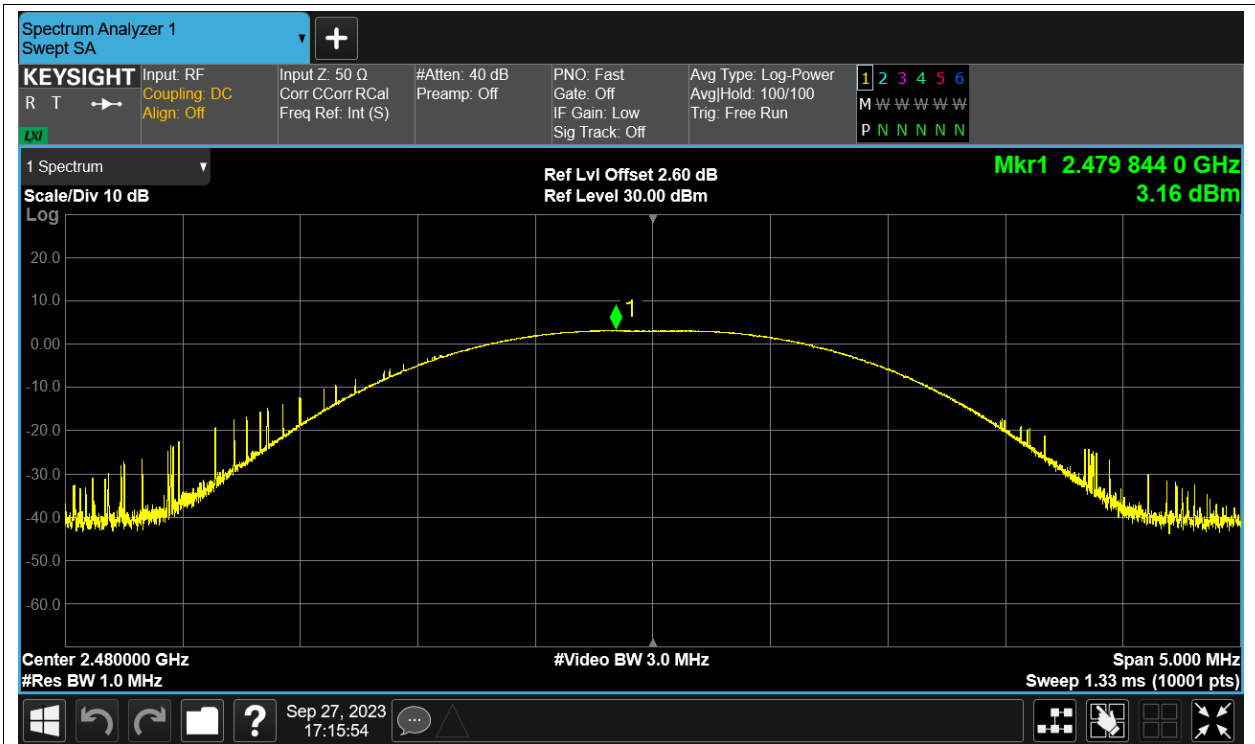 Spectrum Analyzer 1
Swept SA
KEYSIGHT
R T
LXI
Input: RF
Coupling: DC
Align: Off
Input Z: 50 Ω
Corr CCorr RCal
Freq Ref: Int (S)
#Atten: 40 dB
Preamp: Off
PNO: Fast
Gate: Off
IF Gain: Low
Sig Track: Off
Avg Type: Log-Power
Avg|Hold: 100/100
Trig: Free Run
1 2 3 4 5 6
M W W W W W
P N N N N N
1 Spectrum
Scale/Div 10 dB
Ref Lvl Offset 2.60 dB
Ref Level 30.00 dBm
Mkr1 2.479 844 0 GHz
3.16 dBm
Log
20.0
10.0
1
0.00
-10.0
-20.0
-30.0
-40.0
-50.0
-60.0
Center 2.480000 GHz
#Video BW 3.0 MHz
Span 5.000 MHz
#Res BW 1.0 MHz
Sweep 1.33 ms (10001 pts)
?
Sep 27, 2023
17:15:54